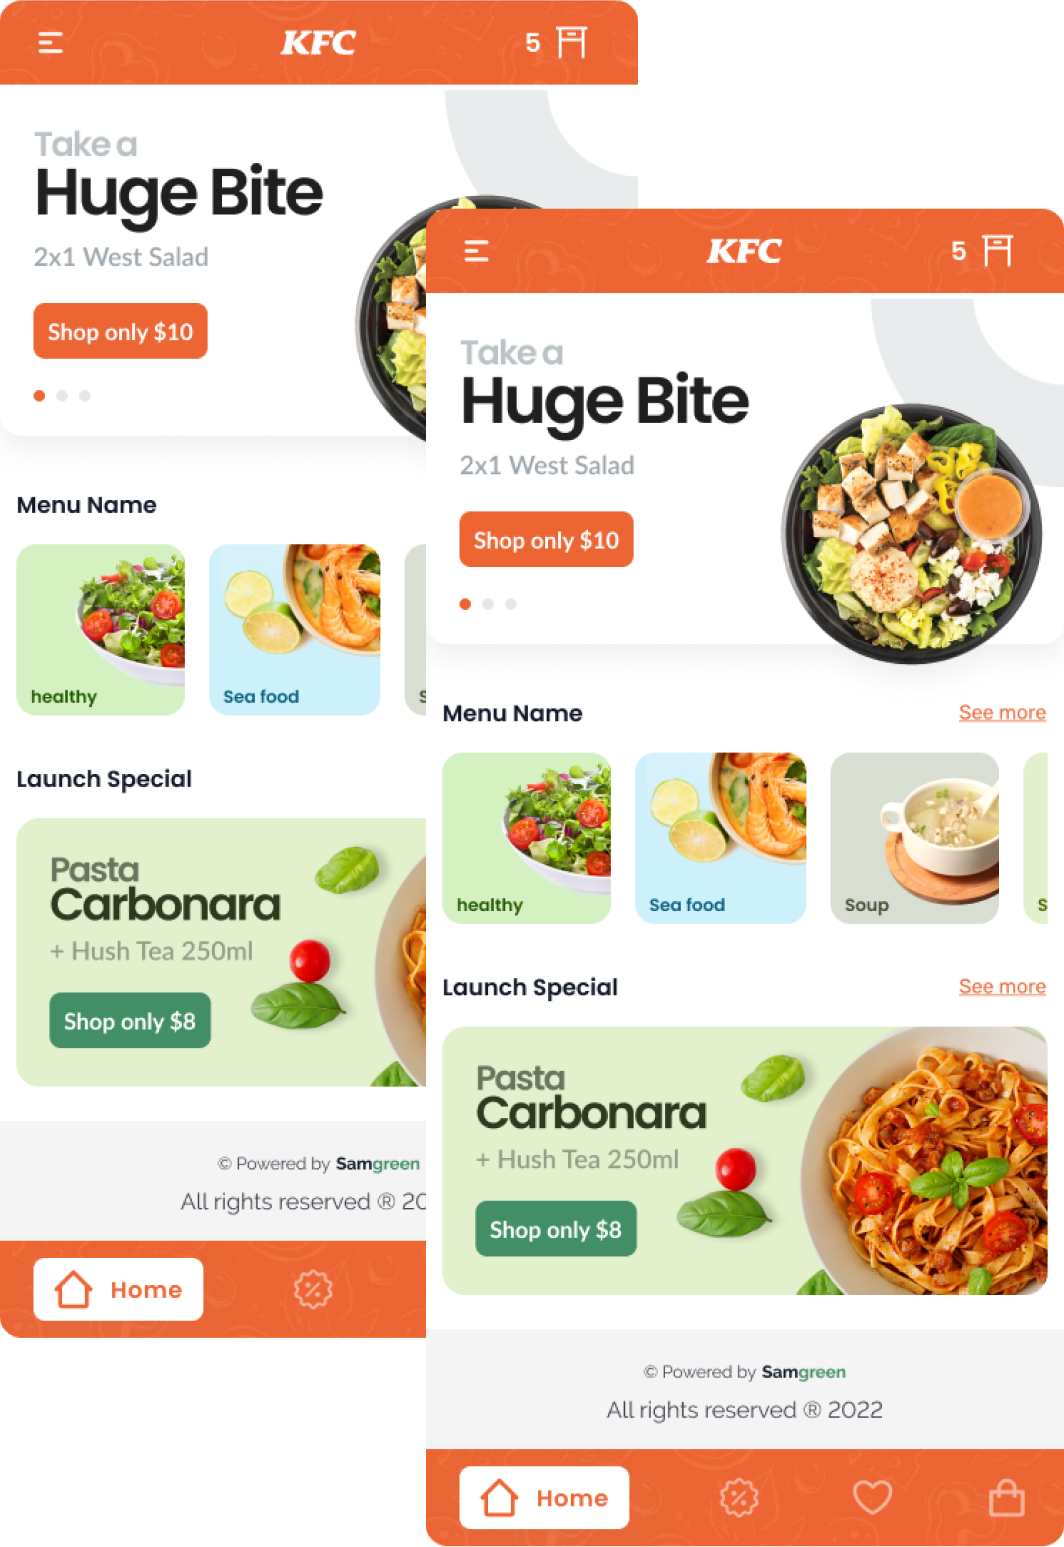 KFC
5
Take a
Huge Bite
2x1 West Salad
Shop only $10
Menu Name
healthy
Sea food
S
Launch Special
Pasta
Carbonara
+ Hush Tea 250ml
Shop only $8
© Powered by Samgreen
All rights reserved ® 20
Home
KFC
5
Take a
Huge Bite
2x1 West Salad
Shop only $10
Menu Name
See more
healthy
Sea food
Soup
S
Launch Special
See more
Pasta
Carbonara
+ Hush Tea 250ml
Shop only $8
© Powered by Samgreen
All rights reserved ® 2022
Home